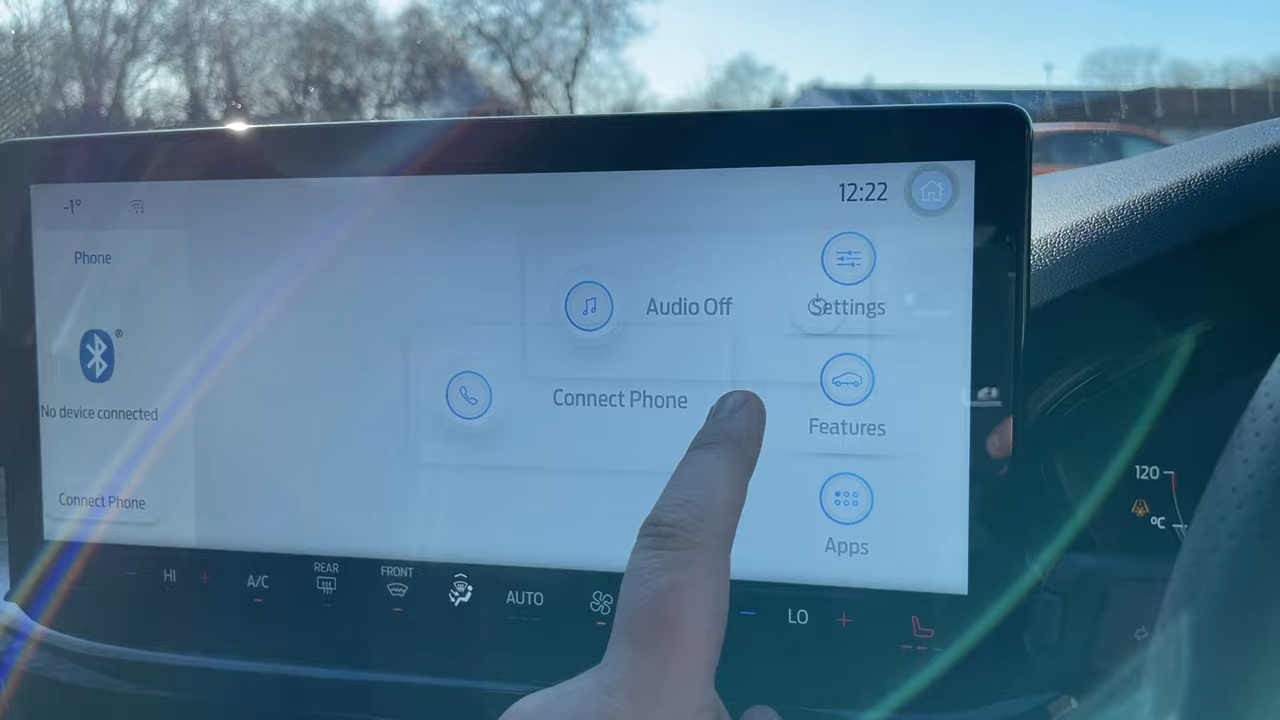 -1°
12:22
Phone
Audio Off
Settings
®
No device connected
Connect Phone
Features
Connect Phone
Apps
HI +
A/C
REAR
FRONT
AUTO
- LO +
120
°C